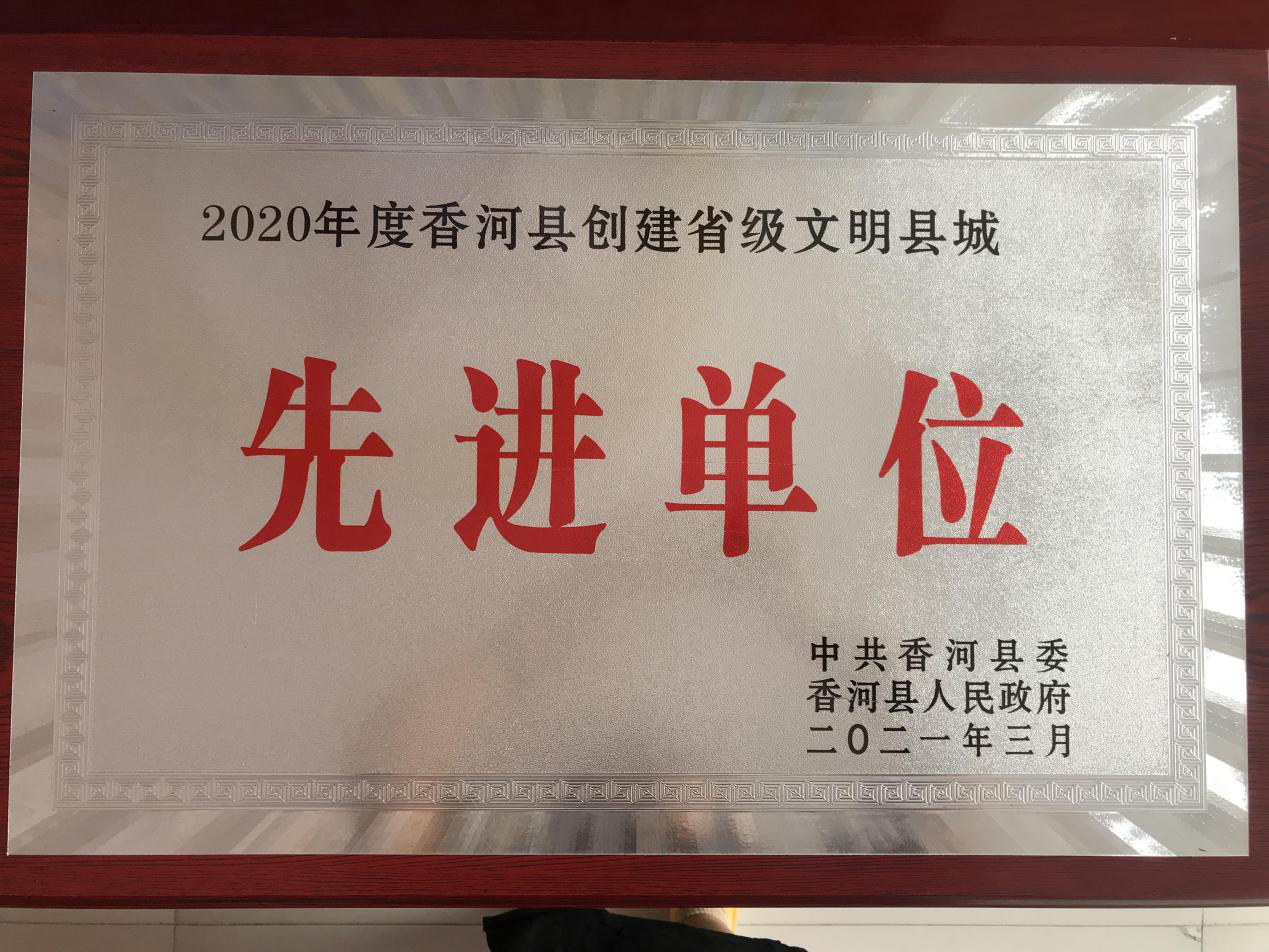 2020年度香河县创建省级文明县城
先进单位
中共香河县委
香河县人民政府
二〇二一年三月